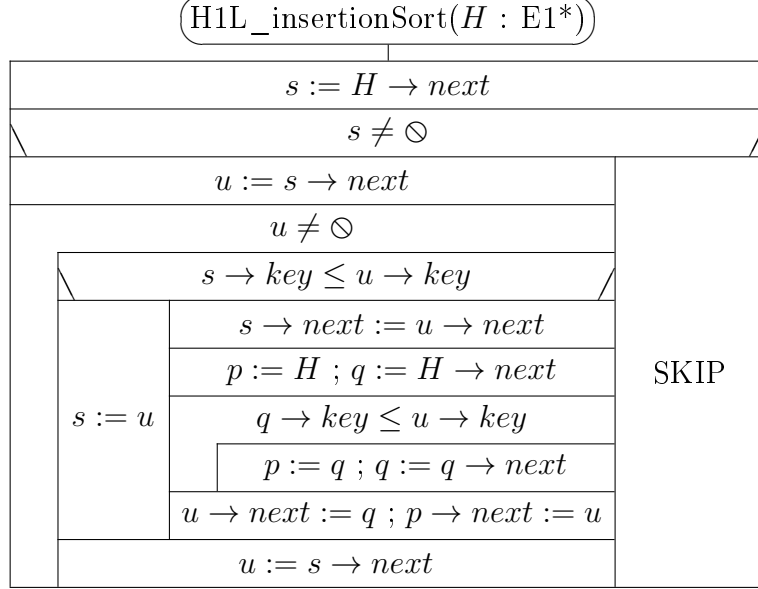 H1L_insertionSort(H : E1*)
s := H → next
s ≠ ⦸
u := s → next
u ≠ ⦸
s → key ≤ u → key
s → next := u → next
p := H ; q := H → next
SKIP
s := u
q → key ≤ u → key
p := q ; q := q → next
u → next := q ; p → next := u
u := s → next